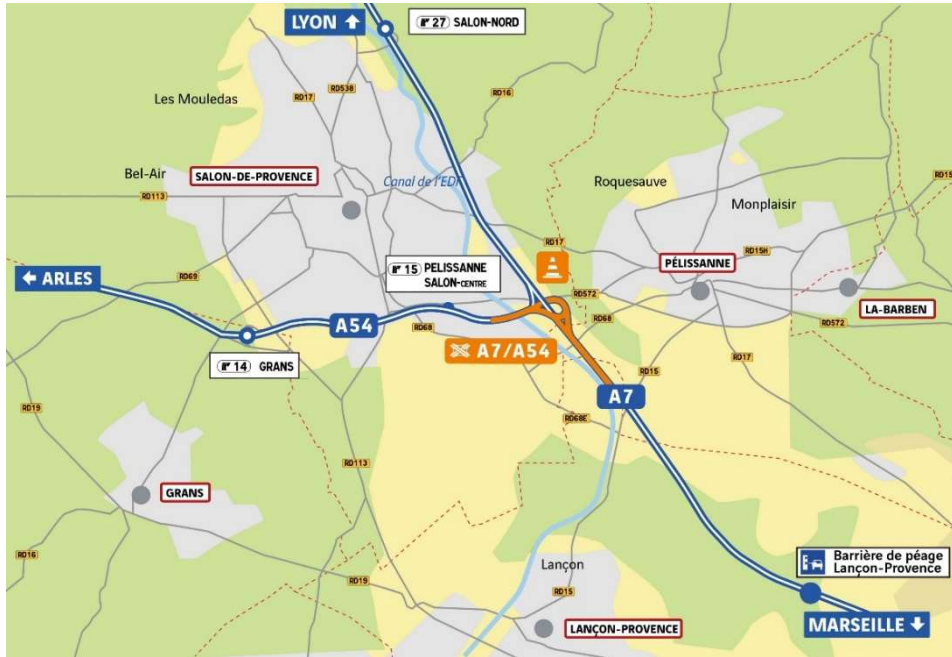 LYON ↑
27 SALON-NORD
RD17
RD538
RD16
Les Mouledas
Bel-Air
SALON-DE-PROVENCE
Canal de l'EDF
Roquesauve
Monplaisir
RD15
RD113
RD17
RD15H
← ARLES
RD69
15 PELISSANNE
SALON-CENTRE
PÉLISSANNE
LA-BARBEN
RD572
RD68
RD572
A54
RD68
A7/A54
14 GRANS
RD15
RD17
A7
RD19
RD68E
RD113
GRANS
RD16
RD19
Lançon
RD15
Barrière de péage
Lançon-Provence
LANÇON-PROVENCE
MARSEILLE ↓